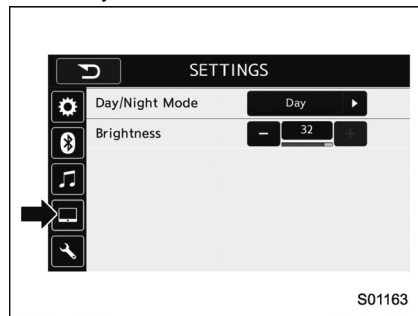 SETTINGS
Day/Night Mode
Day
Brightness
32
S01163